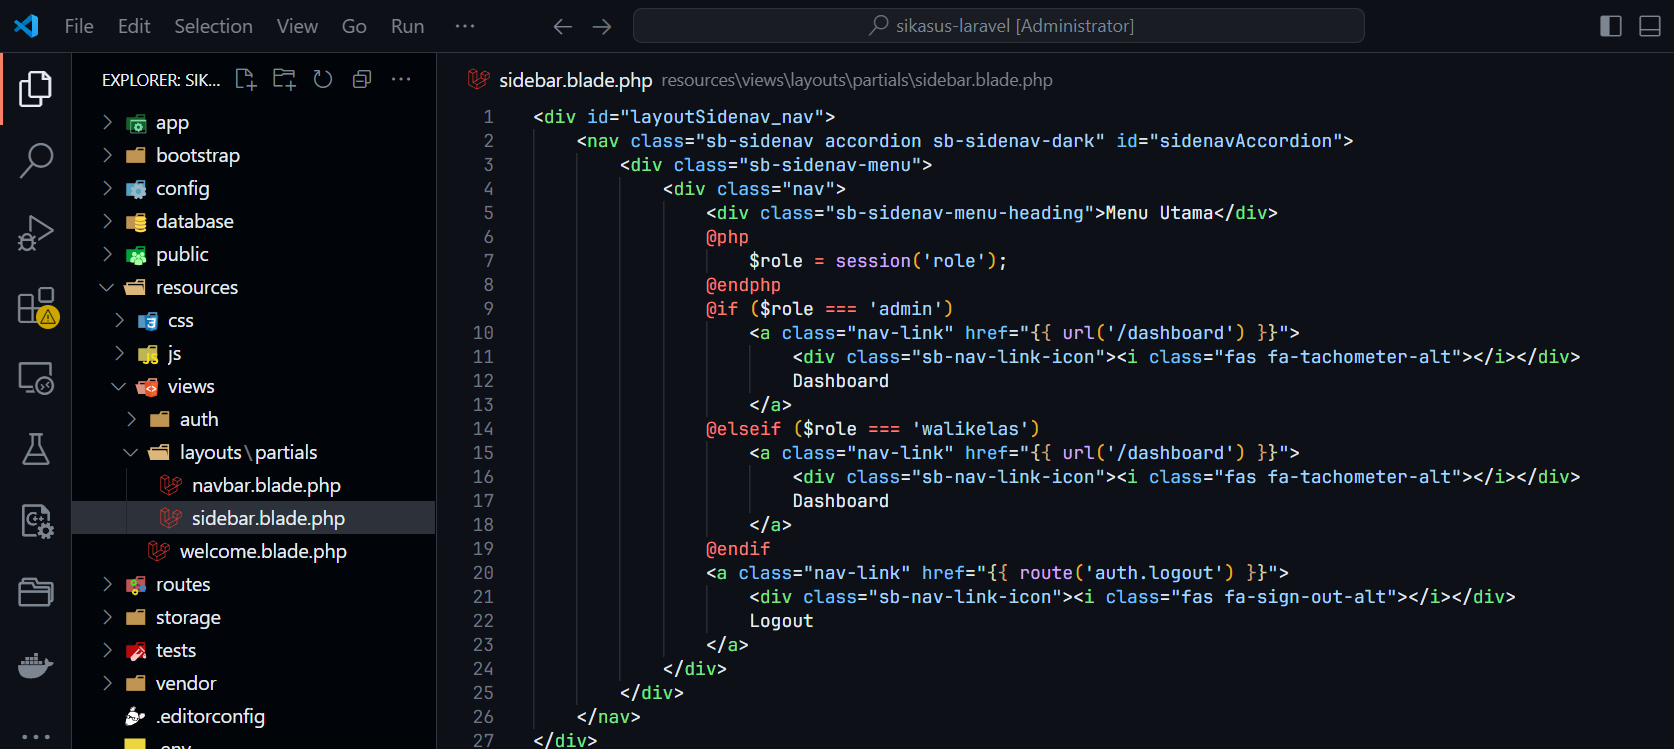 File Edit Selection View Go Run ··· sikasus-laravel [Administrator]
EXPLORER: SIK...
app
bootstrap
config
database
public
resources
css
js
views
auth
layouts\partials
navbar.blade.php
sidebar.blade.php
welcome.blade.php
routes
storage
tests
vendor
.editorconfig
.env
sidebar.blade.php resources\views\layouts\partials\sidebar.blade.php
1 <div id="layoutSidenav_nav">
2 <nav class="sb-sidenav accordion sb-sidenav-dark" id="sidenavAccordion">
3 <div class="sb-sidenav-menu">
4 <div class="nav">
5 <div class="sb-sidenav-menu-heading">Menu Utama</div>
6 @php
7 $role = session('role');
8 @endphp
9 @if ($role === 'admin')
10 <a class="nav-link" href="{{ url('/dashboard') }}">
11 <div class="sb-nav-link-icon"><i class="fas fa-tachometer-alt"></i></div>
12 Dashboard
13 </a>
14 @elseif ($role === 'walikelas')
15 <a class="nav-link" href="{{ url('/dashboard') }}">
16 <div class="sb-nav-link-icon"><i class="fas fa-tachometer-alt"></i></div>
17 Dashboard
18 </a>
19 @endif
20 <a class="nav-link" href="{{ route('auth.logout') }}">
21 <div class="sb-nav-link-icon"><i class="fas fa-sign-out-alt"></i></div>
22 Logout
23 </a>
24 </div>
25 </div>
26 </nav>
27 </div>